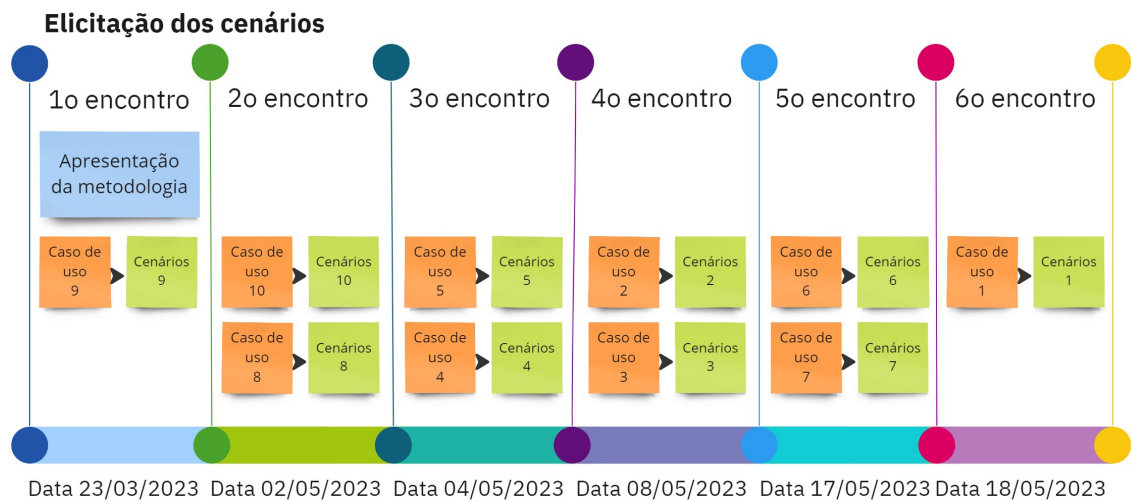 Elicitação dos cenários
1o encontro
2o encontro
3o encontro
4o encontro
5o encontro
6o encontro
Apresentação
da metodologia
Caso de
uso
9
Cenários
9
Caso de
uso
10
Cenários
10
Caso de
uso
5
Cenários
5
Caso de
uso
2
Cenários
2
Caso de
uso
6
Cenários
6
Caso de
uso
1
Cenários
1
Caso de
uso
8
Cenários
8
Caso de
uso
4
Cenários
4
Caso de
uso
3
Cenários
3
Caso de
uso
7
Cenários
7
Data 23/03/2023
Data 02/05/2023
Data 04/05/2023
Data 08/05/2023
Data 17/05/2023
Data 18/05/2023